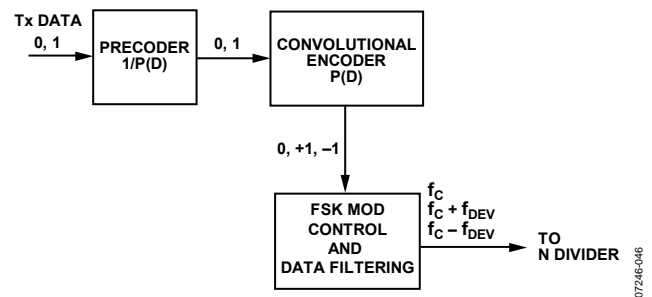 Tx DATA
0, 1
PRECODER
1/P(D)
0, 1
CONVOLUTIONAL
ENCODER
P(D)
0, +1, –1
FSK MOD
CONTROL
AND
DATA FILTERING
fC
fC + fDEV
fC – fDEV
TO
N DIVIDER
07246-046